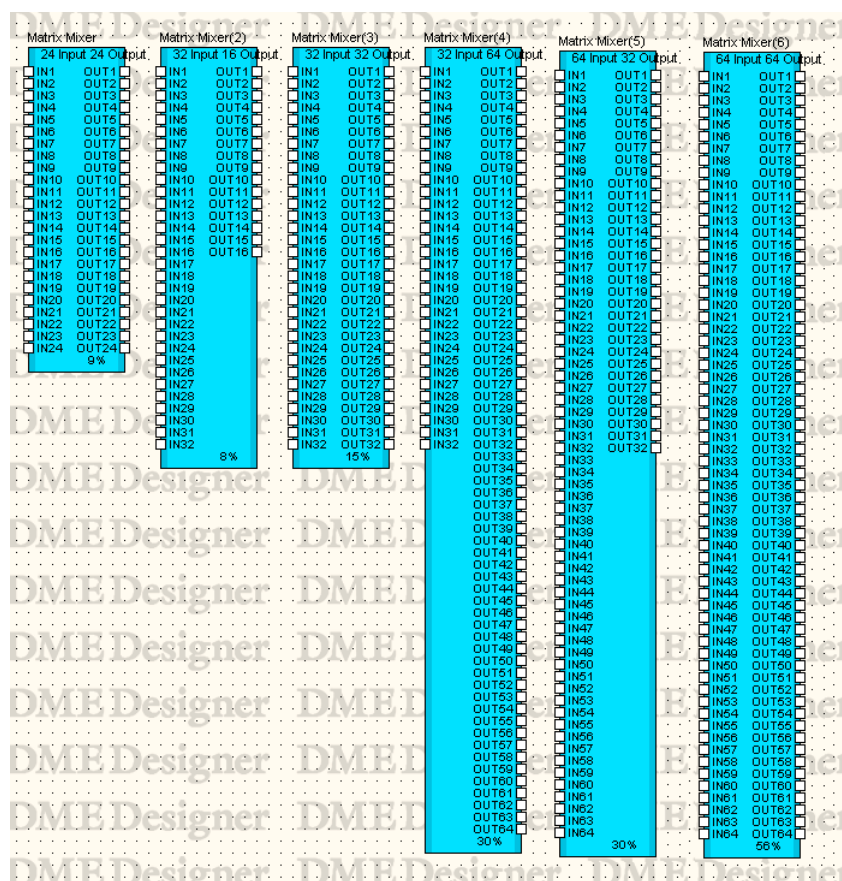 Matrix Mixer
24 Input 24 Output
IN1 OUT1
IN2 OUT2
IN3 OUT3
IN4 OUT4
IN5 OUT5
IN6 OUT6
IN7 OUT7
IN8 OUT8
IN9 OUT9
IN10 OUT10
IN11 OUT11
IN12 OUT12
IN13 OUT13
IN14 OUT14
IN15 OUT15
IN16 OUT16
IN17 OUT17
IN18 OUT18
IN19 OUT19
IN20 OUT20
IN21 OUT21
IN22 OUT22
IN23 OUT23
IN24 OUT24
9%
Matrix Mixer(2)
32 Input 16 Output
IN1 OUT1
IN2 OUT2
IN3 OUT3
IN4 OUT4
IN5 OUT5
IN6 OUT6
IN7 OUT7
IN8 OUT8
IN9 OUT9
IN10 OUT10
IN11 OUT11
IN12 OUT12
IN13 OUT13
IN14 OUT14
IN15 OUT15
IN16 OUT16
IN17
IN18
IN19
IN20
IN21
IN22
IN23
IN24
IN25
IN26
IN27
IN28
IN29
IN30
IN31
IN32
8%
Matrix Mixer(3)
32 Input 32 Output
IN1 OUT1
IN2 OUT2
IN3 OUT3
IN4 OUT4
IN5 OUT5
IN6 OUT6
IN7 OUT7
IN8 OUT8
IN9 OUT9
IN10 OUT10
IN11 OUT11
IN12 OUT12
IN13 OUT13
IN14 OUT14
IN15 OUT15
IN16 OUT16
IN17 OUT17
IN18 OUT18
IN19 OUT19
IN20 OUT20
IN21 OUT21
IN22 OUT22
IN23 OUT23
IN24 OUT24
IN25 OUT25
IN26 OUT26
IN27 OUT27
IN28 OUT28
IN29 OUT29
IN30 OUT30
IN31 OUT31
IN32 OUT32
15%
Matrix Mixer(4)
32 Input 64 Output
IN1 OUT1
IN2 OUT2
IN3 OUT3
IN4 OUT4
IN5 OUT5
IN6 OUT6
IN7 OUT7
IN8 OUT8
IN9 OUT9
IN10 OUT10
IN11 OUT11
IN12 OUT12
IN13 OUT13
IN14 OUT14
IN15 OUT15
IN16 OUT16
IN17 OUT17
IN18 OUT18
IN19 OUT19
IN20 OUT20
IN21 OUT21
IN22 OUT22
IN23 OUT23
IN24 OUT24
IN25 OUT25
IN26 OUT26
IN27 OUT27
IN28 OUT28
IN29 OUT29
IN30 OUT30
IN31 OUT31
IN32 OUT32
OUT33
OUT34
OUT35
OUT36
OUT37
OUT38
OUT39
OUT40
OUT41
OUT42
OUT43
OUT44
OUT45
OUT46
OUT47
OUT48
OUT49
OUT50
OUT51
OUT52
OUT53
OUT54
OUT55
OUT56
OUT57
OUT58
OUT59
OUT60
OUT61
OUT62
OUT63
OUT64
30%
Matrix Mixer(5)
64 Input 32 Output
IN1 OUT1
IN2 OUT2
IN3 OUT3
IN4 OUT4
IN5 OUT5
IN6 OUT6
IN7 OUT7
IN8 OUT8
IN9 OUT9
IN10 OUT10
IN11 OUT11
IN12 OUT12
IN13 OUT13
IN14 OUT14
IN15 OUT15
IN16 OUT16
IN17 OUT17
IN18 OUT18
IN19 OUT19
IN20 OUT20
IN21 OUT21
IN22 OUT22
IN23 OUT23
IN24 OUT24
IN25 OUT25
IN26 OUT26
IN27 OUT27
IN28 OUT28
IN29 OUT29
IN30 OUT30
IN31 OUT31
IN32 OUT32
IN33
IN34
IN35
IN36
IN37
IN38
IN39
IN40
IN41
IN42
IN43
IN44
IN45
IN46
IN47
IN48
IN49
IN50
IN51
IN52
IN53
IN54
IN55
IN56
IN57
IN58
IN59
IN60
IN61
IN62
IN63
IN64
30%
Matrix Mixer(6)
64 Input 64 Output
IN1 OUT1
IN2 OUT2
IN3 OUT3
IN4 OUT4
IN5 OUT5
IN6 OUT6
IN7 OUT7
IN8 OUT8
IN9 OUT9
IN10 OUT10
IN11 OUT11
IN12 OUT12
IN13 OUT13
IN14 OUT14
IN15 OUT15
IN16 OUT16
IN17 OUT17
IN18 OUT18
IN19 OUT19
IN20 OUT20
IN21 OUT21
IN22 OUT22
IN23 OUT23
IN24 OUT24
IN25 OUT25
IN26 OUT26
IN27 OUT27
IN28 OUT28
IN29 OUT29
IN30 OUT30
IN31 OUT31
IN32 OUT32
IN33 OUT33
IN34 OUT34
IN35 OUT35
IN36 OUT36
IN37 OUT37
IN38 OUT38
IN39 OUT39
IN40 OUT40
IN41 OUT41
IN42 OUT42
IN43 OUT43
IN44 OUT44
IN45 OUT45
IN46 OUT46
IN47 OUT47
IN48 OUT48
IN49 OUT49
IN50 OUT50
IN51 OUT51
IN52 OUT52
IN53 OUT53
IN54 OUT54
IN55 OUT55
IN56 OUT56
IN57 OUT57
IN58 OUT58
IN59 OUT59
IN60 OUT60
IN61 OUT61
IN62 OUT62
IN63 OUT63
IN64 OUT64
56%
DME Designer